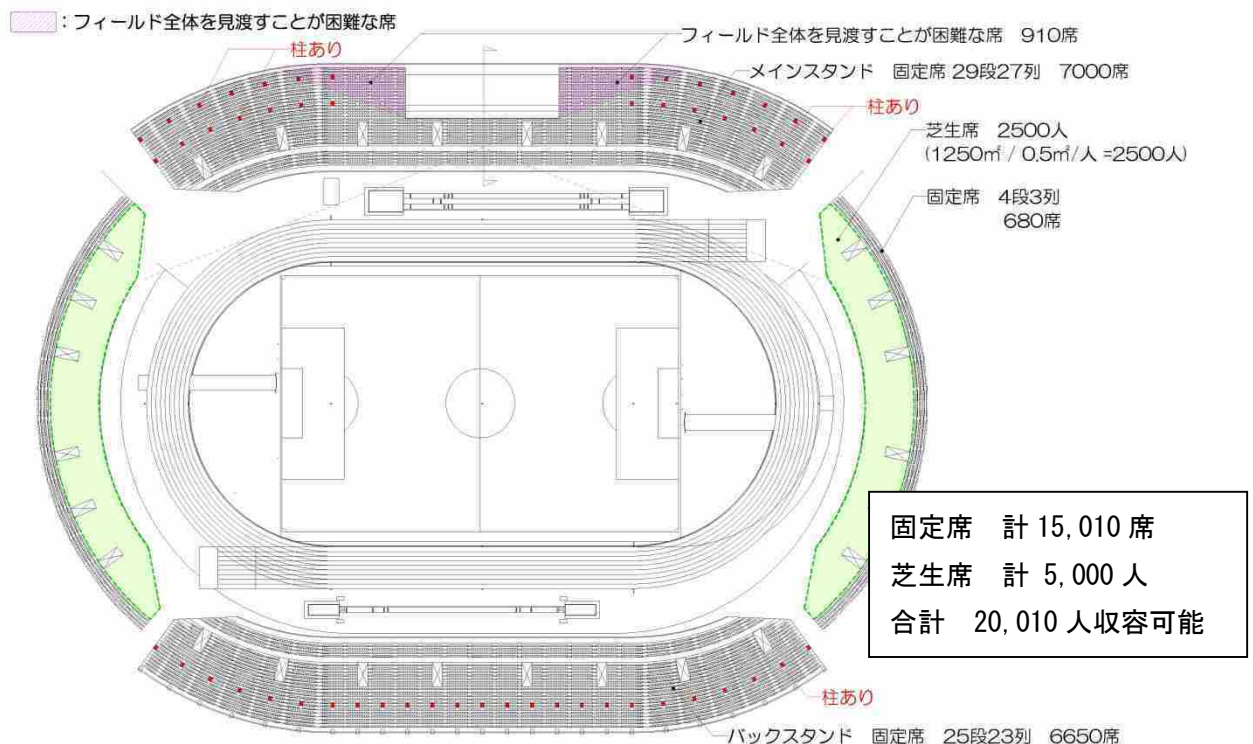 ：フィールド全体を見渡すことが困難な席
柱あり
フィールド全体を見渡すことが困難な席　910席
メインスタンド　固定席 29段27列　7000席
柱あり
芝生席　2500人
(1250㎡ / 0.5㎡/人 =2500人)
固定席　4段3列
680席
固定席　計 15,010 席
芝生席　計 5,000 人
合計　20,010 人収容可能
柱あり
バックスタンド　固定席　25段23列　6650席